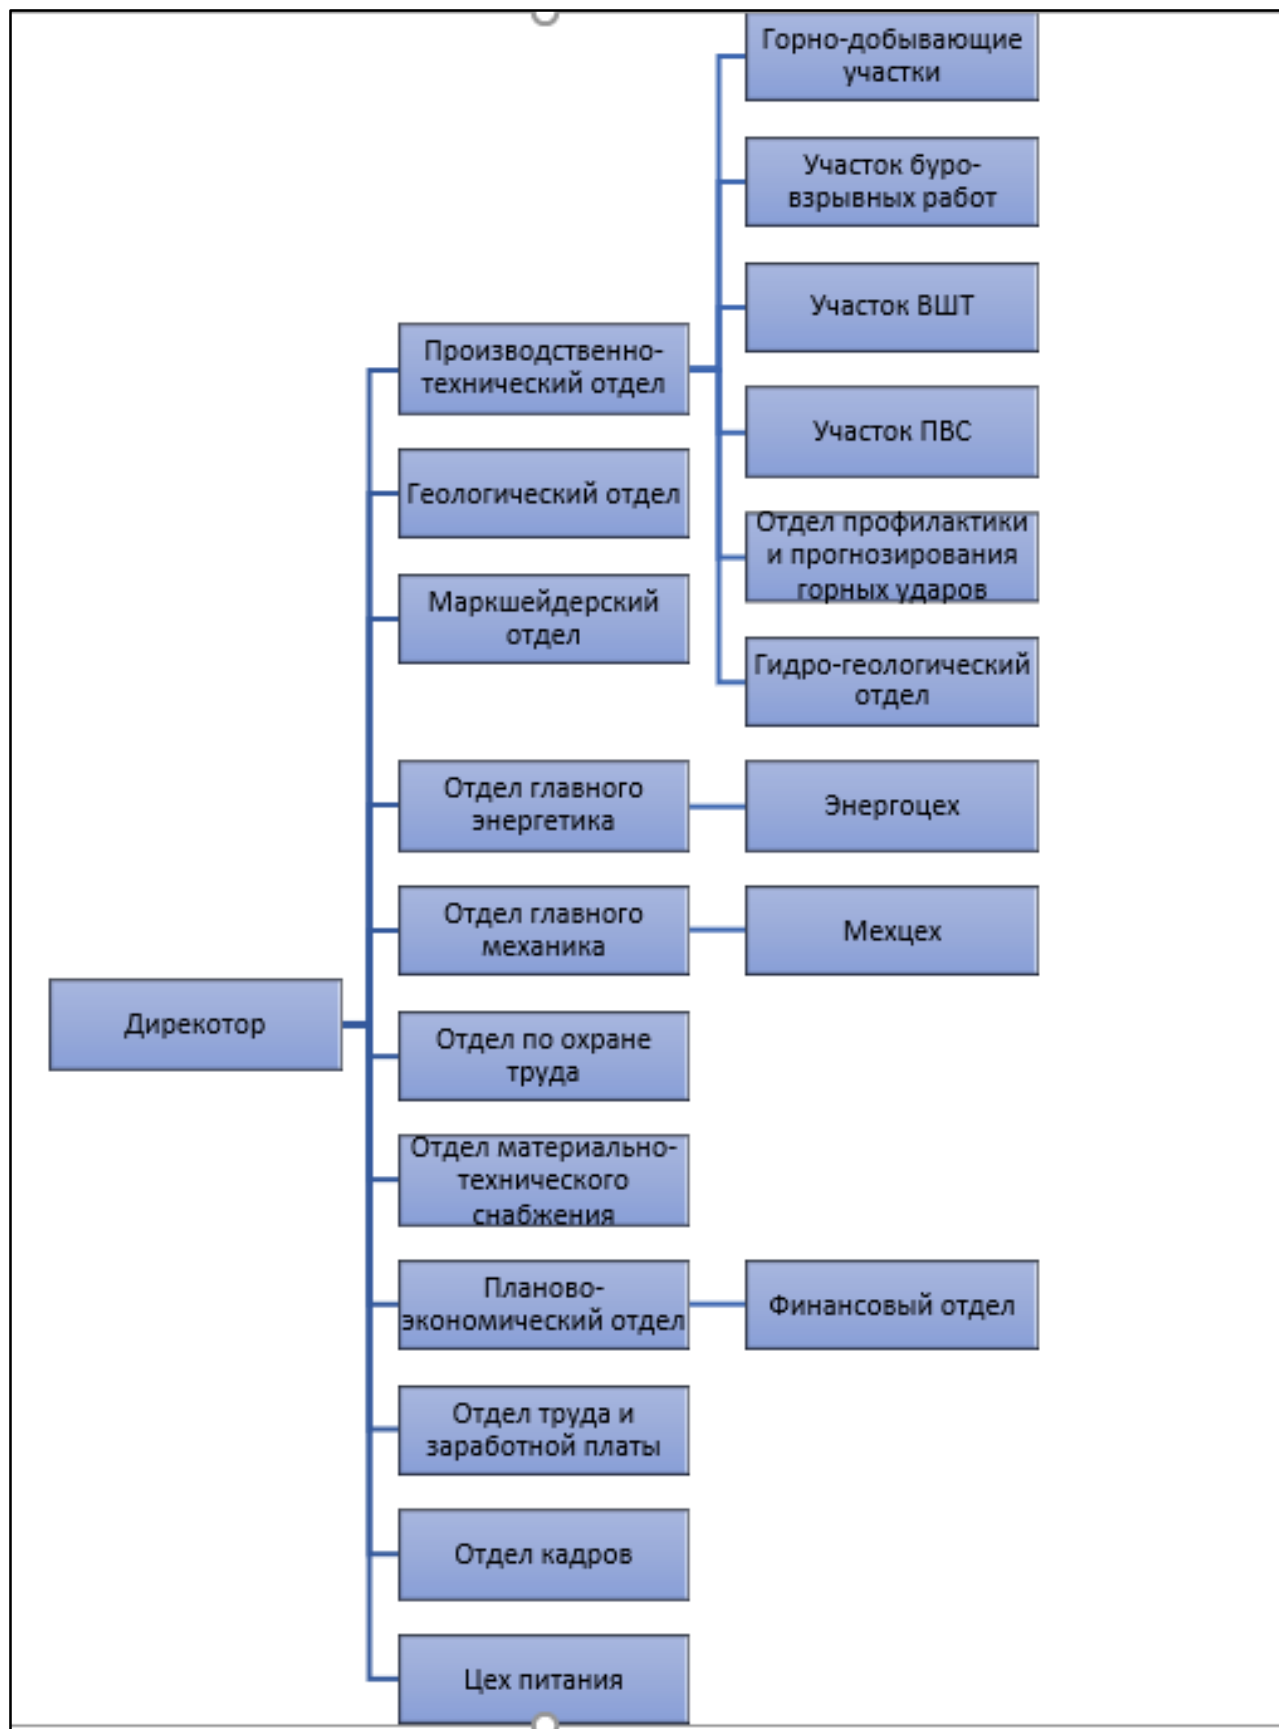 Горно-добывающие
участки
Участок буро-
взрывных работ
Участок ВШТ
Производственно-
технический отдел
Участок ПВС
Геологический отдел
Отдел профилактики
и прогнозирования
горных ударов
Маркшейдерский
отдел
Гидро-геологический
отдел
Отдел главного
энергетика
Энергоцех
Отдел главного
механика
Мехцех
Дирекотор
Отдел по охране
труда
Отдел материально-
технического
снабжения
Планово-
экономический отдел
Финансовый отдел
Отдел труда и
заработной платы
Отдел кадров
Цех питания